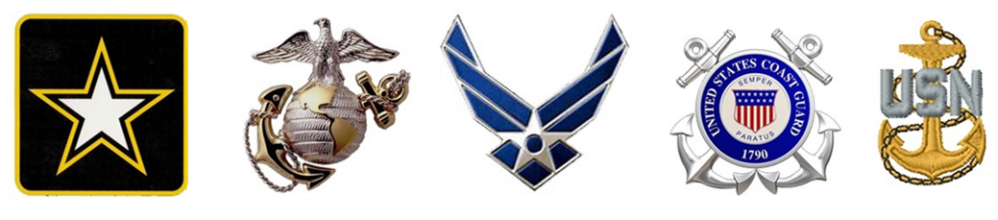 UNITED STATES COAST GUARD
SEMPER
PARATUS
1790
USN